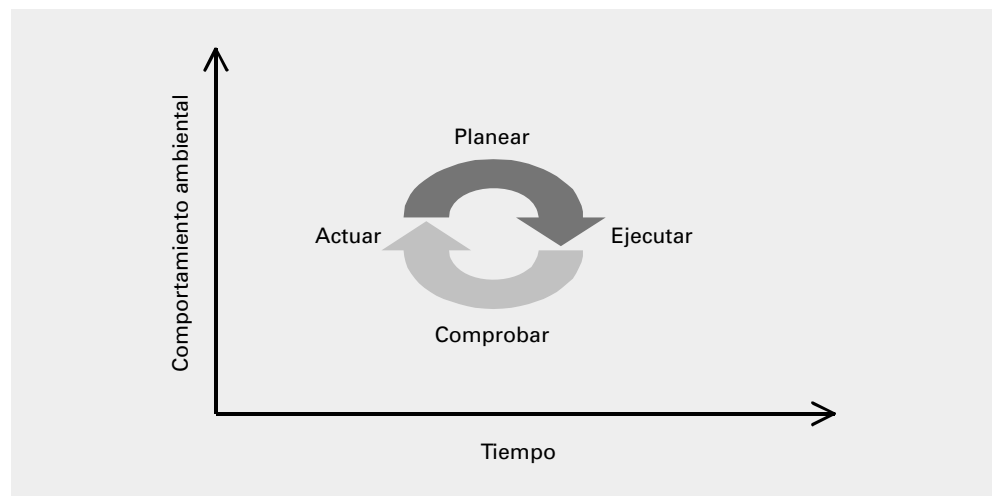 Comportamiento ambiental
Planear
Actuar
Ejecutar
Comprobar
Tiempo